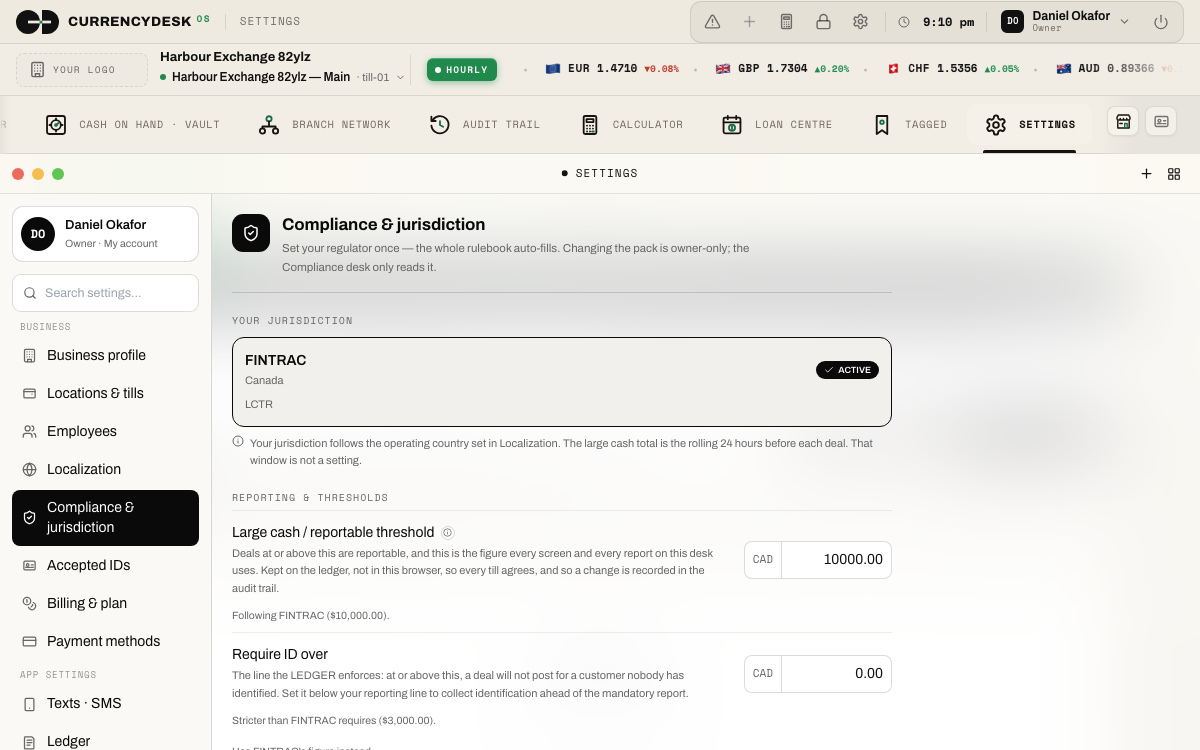 CURRENCYDESK OS
SETTINGS
9:10 pm
DO
Daniel Okafor
Owner
YOUR LOGO
Harbour Exchange 82ylz
Harbour Exchange 82ylz — Main · till-01
HOURLY
EUR 1.4710 ▾0.08%
GBP 1.7304 ▴0.20%
CHF 1.5356 ▴0.05%
AUD 0.89366
CASH ON HAND · VAULT
BRANCH NETWORK
AUDIT TRAIL
CALCULATOR
LOAN CENTRE
TAGGED
SETTINGS
SETTINGS
DO
Daniel Okafor
Owner · My account
Search settings...
BUSINESS
Business profile
Locations & tills
Employees
Localization
Compliance &
jurisdiction
Accepted IDs
Billing & plan
Payment methods
APP SETTINGS
Texts · SMS
Ledger
Compliance & jurisdiction
Set your regulator once — the whole rulebook auto-fills. Changing the pack is owner-only; the
Compliance desk only reads it.
YOUR JURISDICTION
FINTRAC
Canada
LCTR
ACTIVE
Your jurisdiction follows the operating country set in Localization. The large cash total is the rolling 24 hours before each deal. That
window is not a setting.
REPORTING & THRESHOLDS
Large cash / reportable threshold
Deals at or above this are reportable, and this is the figure every screen and every report on this desk
uses. Kept on the ledger, not in this browser, so every till agrees, and so a change is recorded in the
audit trail.
Following FINTRAC ($10,000.00).
CAD 10000.00
Require ID over
The line the LEDGER enforces: at or above this, a deal will not post for a customer nobody has
identified. Set it below your reporting line to collect identification ahead of the mandatory report.
Stricter than FINTRAC requires ($3,000.00).
CAD 0.00
Use FINTRAC's figure instead